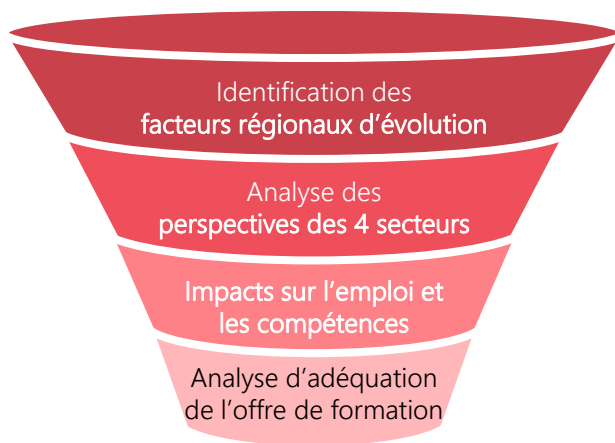 Identification des
facteurs régionaux d’évolution
Analyse des
perspectives des 4 secteurs
Impacts sur l’emploi et
les compétences
Analyse d’adéquation
de l’offre de formation